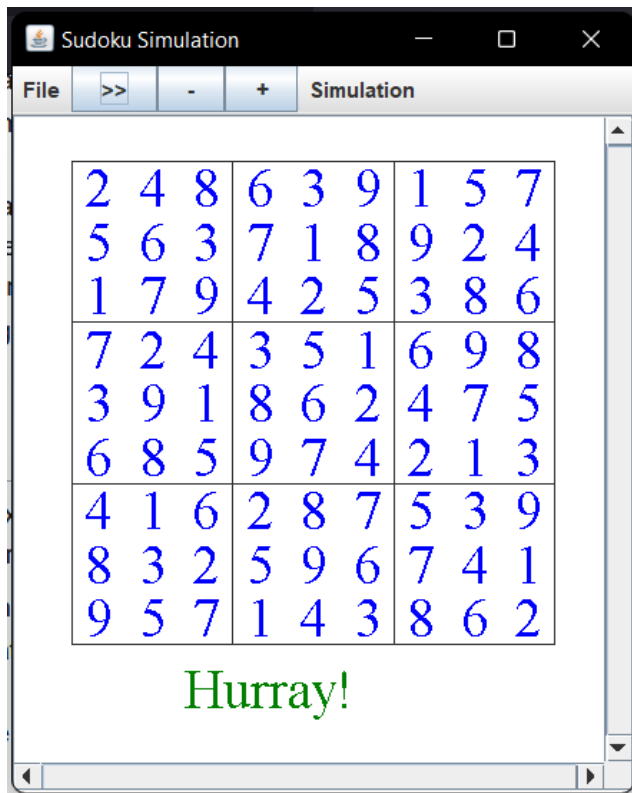 Sudoku Simulation
File >> - + Simulation
2 4 8 6 3 9 1 5 7
5 6 3 7 1 8 9 2 4
1 7 9 4 2 5 3 8 6
7 2 4 3 5 1 6 9 8
3 9 1 8 6 2 4 7 5
6 8 5 9 7 4 2 1 3
4 1 6 2 8 7 5 3 9
8 3 2 5 9 6 7 4 1
9 5 7 1 4 3 8 6 2
Hurray!